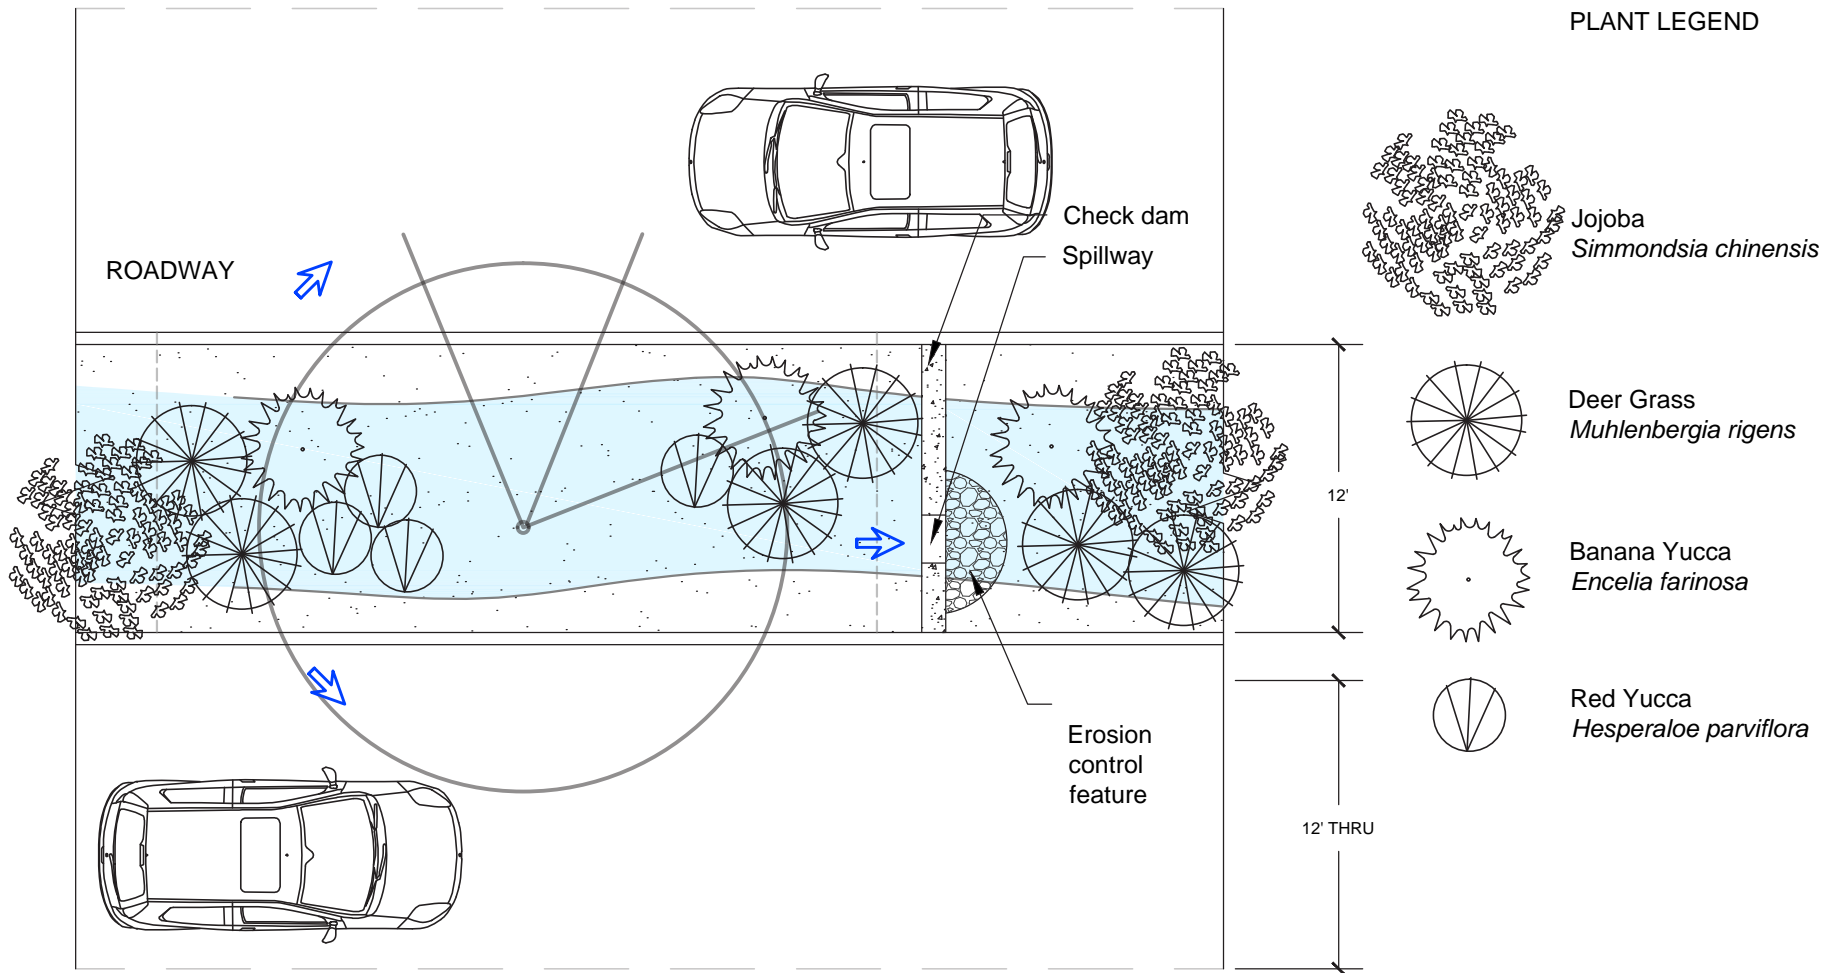 PLANT LEGEND
Check dam
Spillway
ROADWAY
Jojoba
Simmondsia chinensis
Deer Grass
Muhlenbergia rigens
12'
Banana Yucca
Encelia farinosa
Red Yucca
Hesperaloe parviflora
Erosion
control
feature
12' THRU